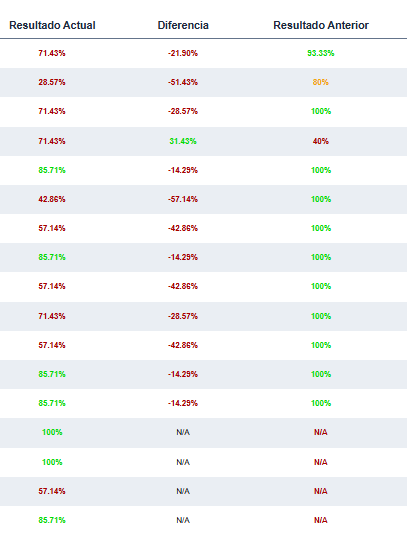 Resultado Actual Diferencia Resultado Anterior
71.43% -21.90% 93.33%
28.57% -51.43% 80%
71.43% -28.57% 100%
71.43% 31.43% 40%
85.71% -14.29% 100%
42.86% -57.14% 100%
57.14% -42.86% 100%
85.71% -14.29% 100%
57.14% -42.86% 100%
71.43% -28.57% 100%
57.14% -42.86% 100%
85.71% -14.29% 100%
85.71% -14.29% 100%
100% N/A N/A
100% N/A N/A
57.14% N/A N/A
85.71% N/A N/A